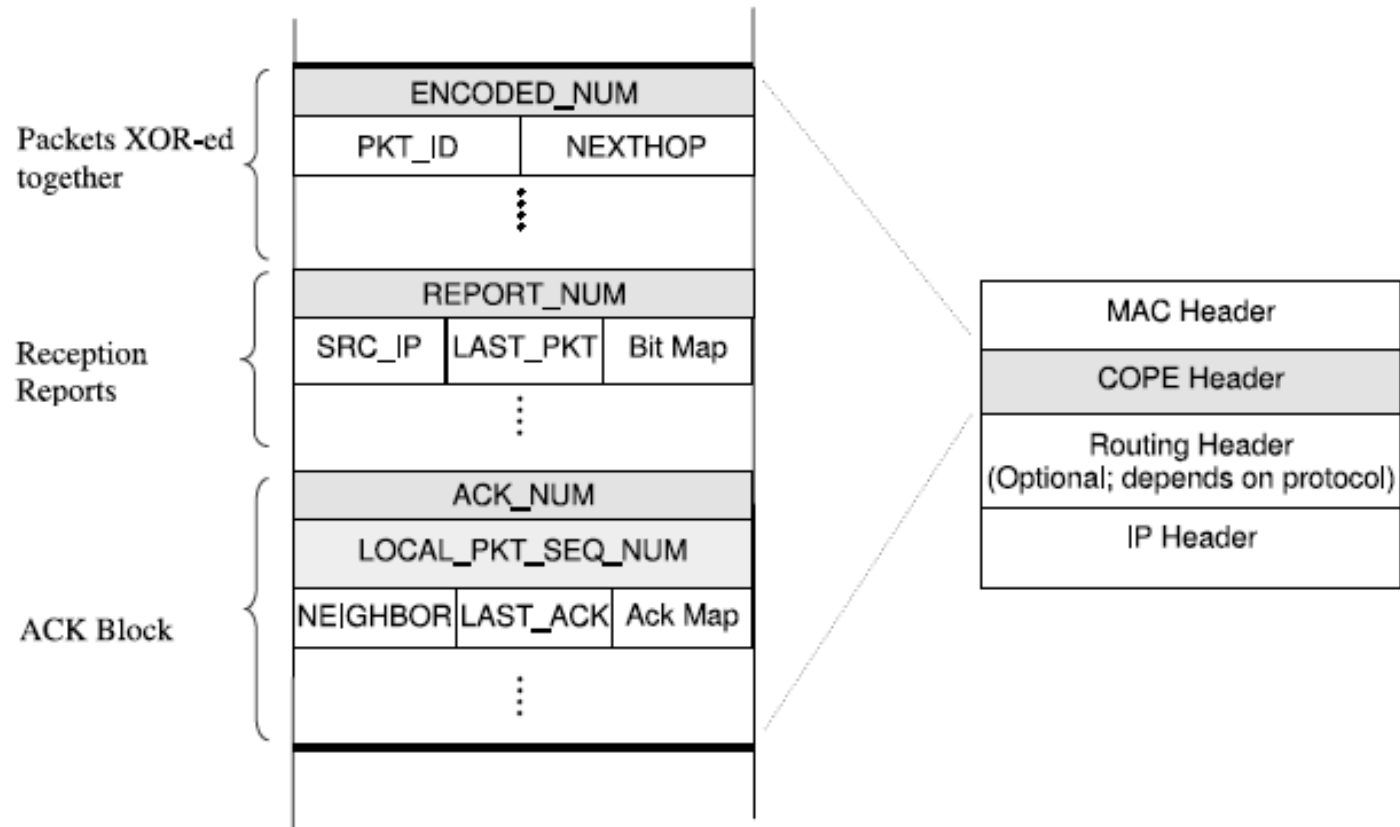 Packets XOR-ed
together
ENCODED_NUM
PKT_ID NEXTHOP
Reception
Reports
REPORT_NUM
SRC_IP LAST_PKT Bit Map
ACK Block
ACK_NUM
LOCAL_PKT_SEQ_NUM
NEIGHBOR LAST_ACK Ack Map
MAC Header
COPE Header
Routing Header
(Optional; depends on protocol)
IP Header